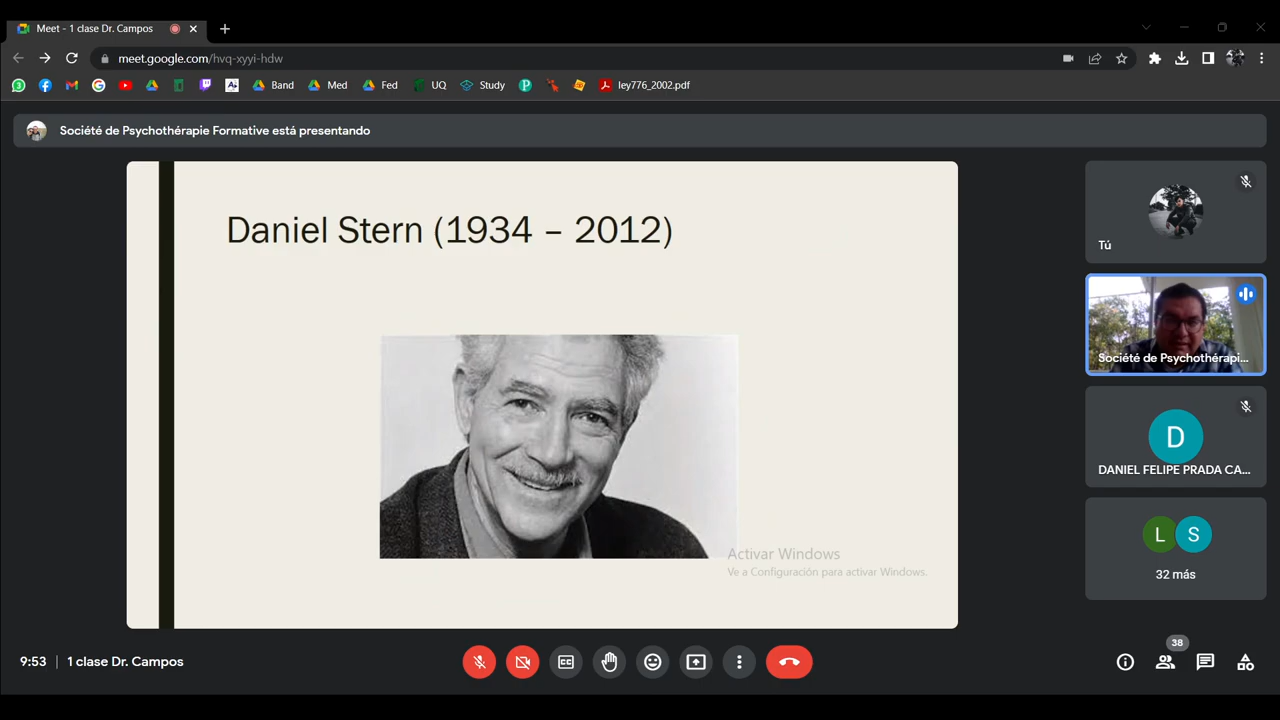 Meet - 1 clase Dr. Campos
meet.google.com/hvq-xyyi-hdw
3
Band
Med
Fed
UQ
Study
ley776_2002.pdf
Société de Psychothérapie Formative está presentando
Daniel Stern (1934 – 2012)
Activar Windows
Ve a Configuración para activar Windows.
Tú
Société de Psychothérapi...
D
DANIEL FELIPE PRADA CA...
L S
32 más
9:53 | 1 clase Dr. Campos
38